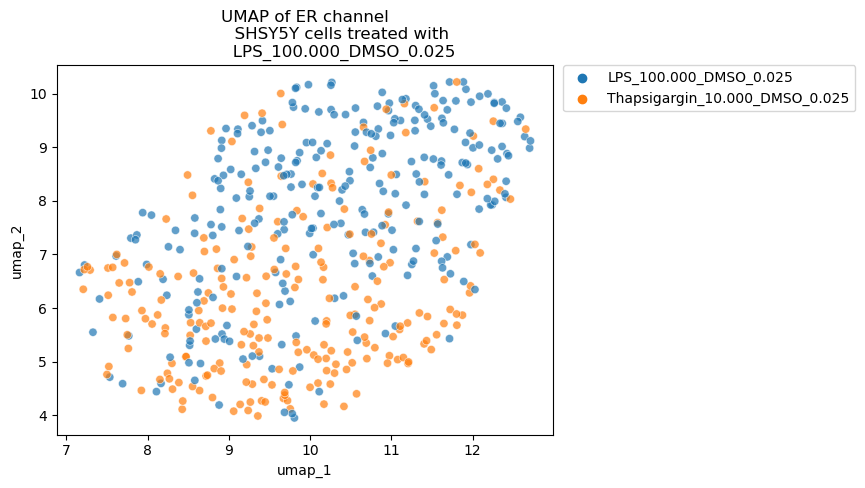 UMAP of ER channel
SHSY5Y cells treated with
LPS_100.000_DMSO_0.025
LPS_100.000_DMSO_0.025
Thapsigargin_10.000_DMSO_0.025
10
9
8
7
6
5
4
umap_2
7 8 9 10 11 12
umap_1